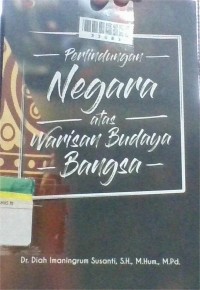 Perlindungan
Negara
atas
Warisan Budaya
Bangsa
Dr. Diah Imaningrum Susanti, S.H., M.Hum., M.Pd.